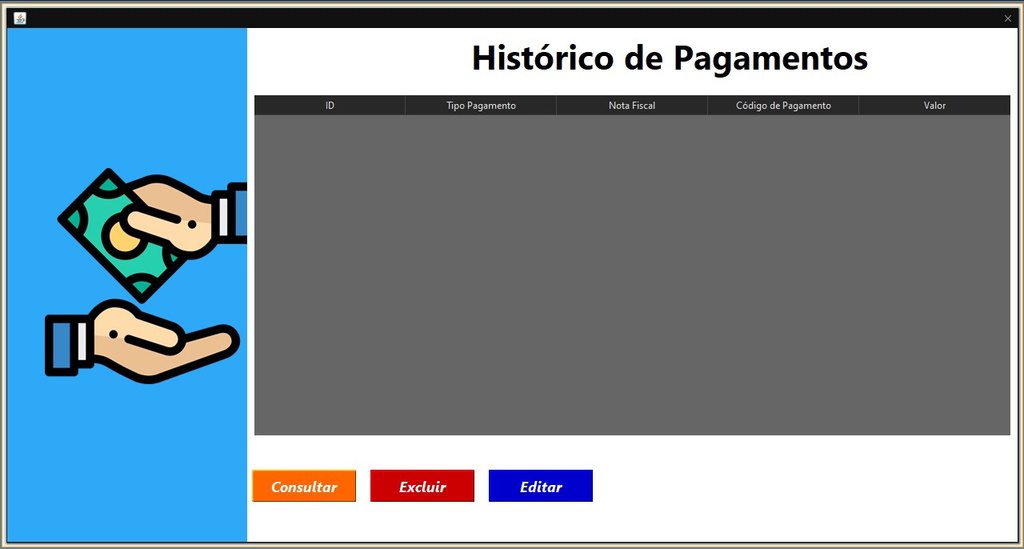 Histórico de Pagamentos
ID Tipo Pagamento Nota Fiscal Código de Pagamento Valor
Consultar Excluir Editar